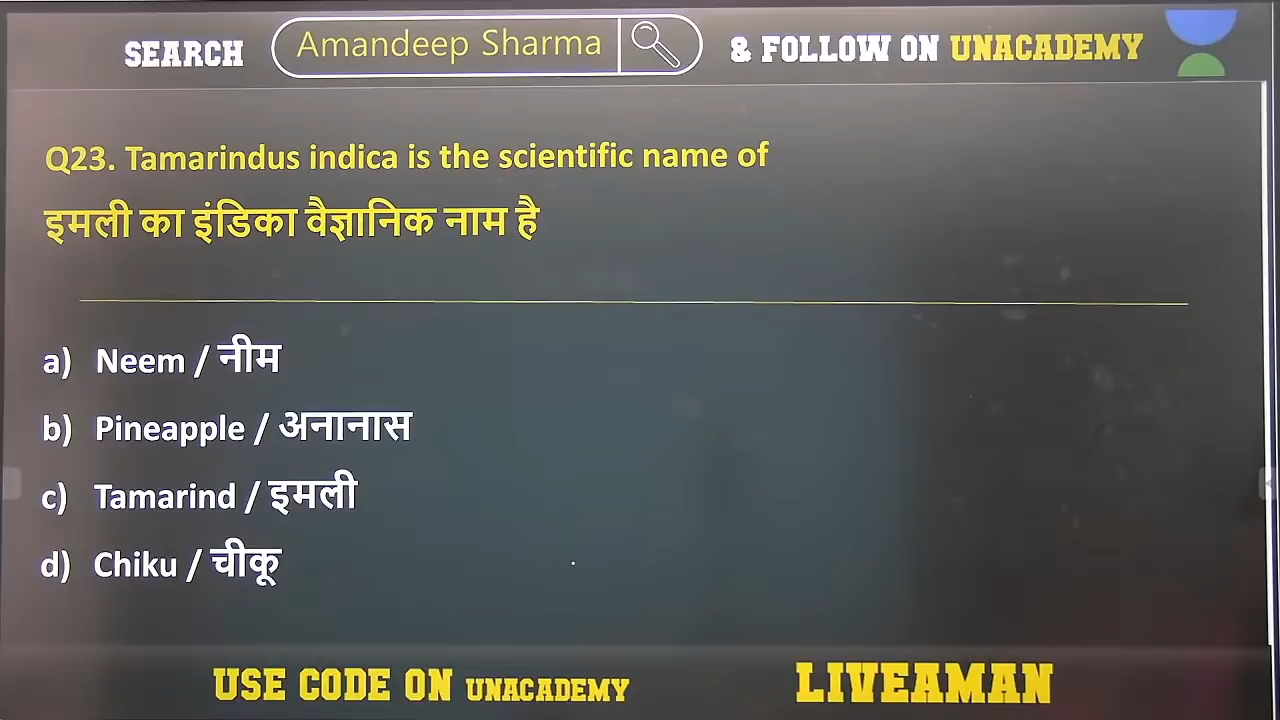 SEARCH Amandeep Sharma & FOLLOW ON UNACADEMY
Q23. Tamarindus indica is the scientific name of
इमली का इंडिका वैज्ञानिक नाम है
a) Neem / नीम
b) Pineapple / अनानास
c) Tamarind / इमली
d) Chiku / चीकू
USE CODE ON UNACADEMY LIVEAMAN